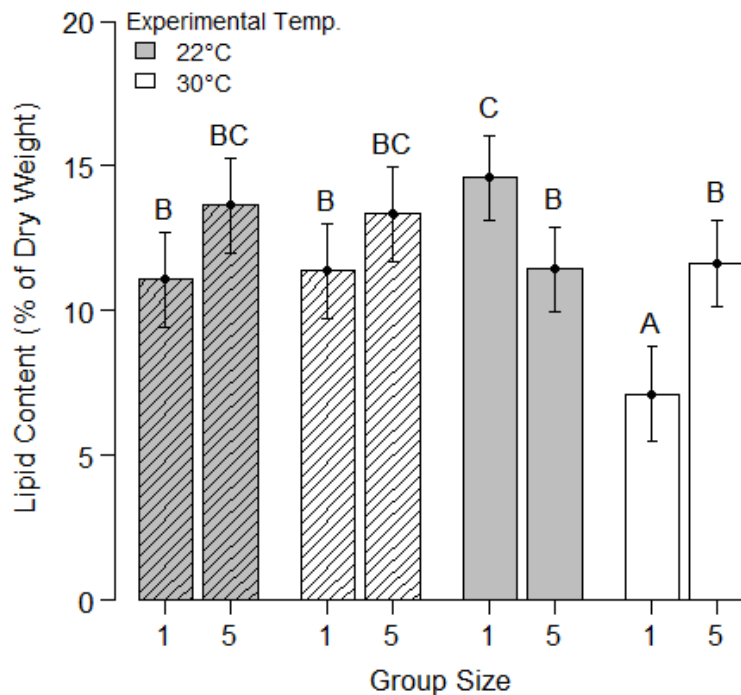 Experimental Temp.
22°C
30°C
Lipid Content (% of Dry Weight)
20
15
10
5
0
B
BC
B
BC
C
B
A
B
1
5
1
5
1
5
1
5
Group Size